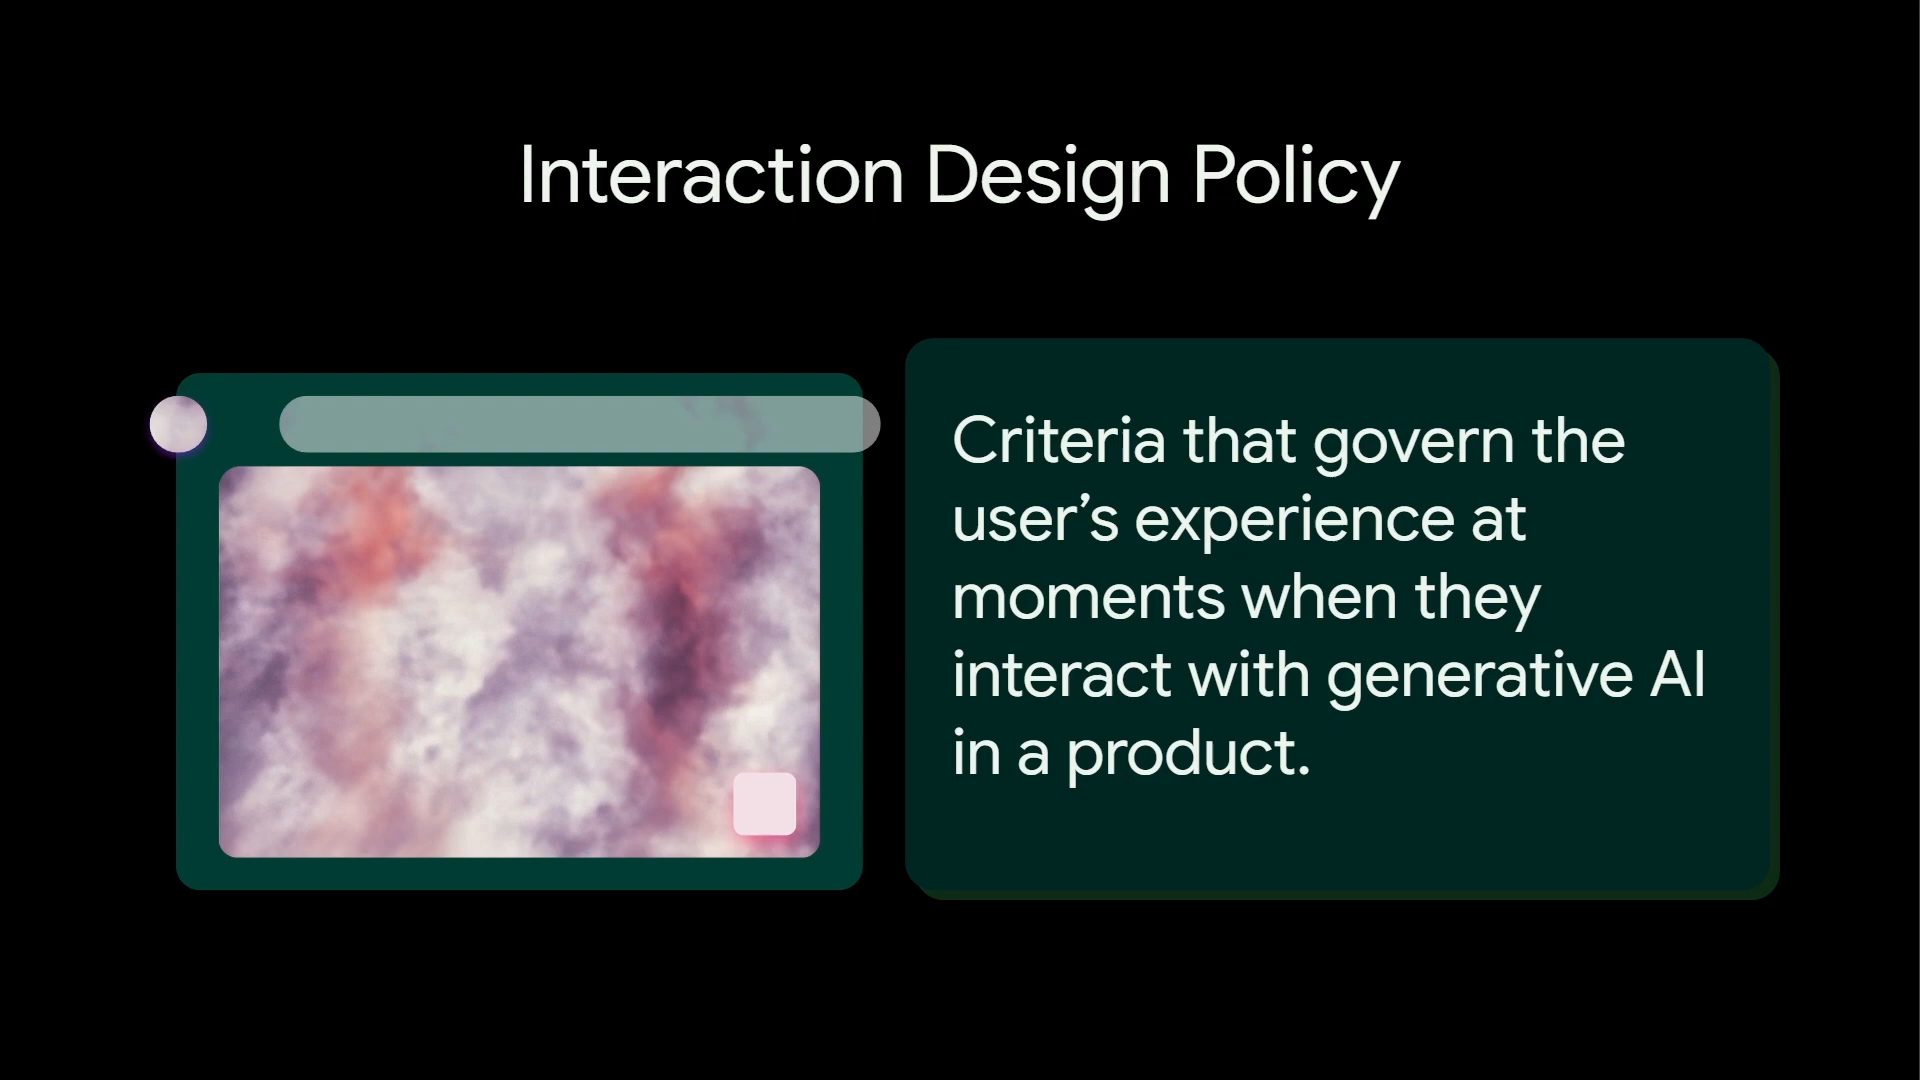 Interaction Design Policy
Criteria that govern the
user’s experience at
moments when they
interact with generative AI
in a product.